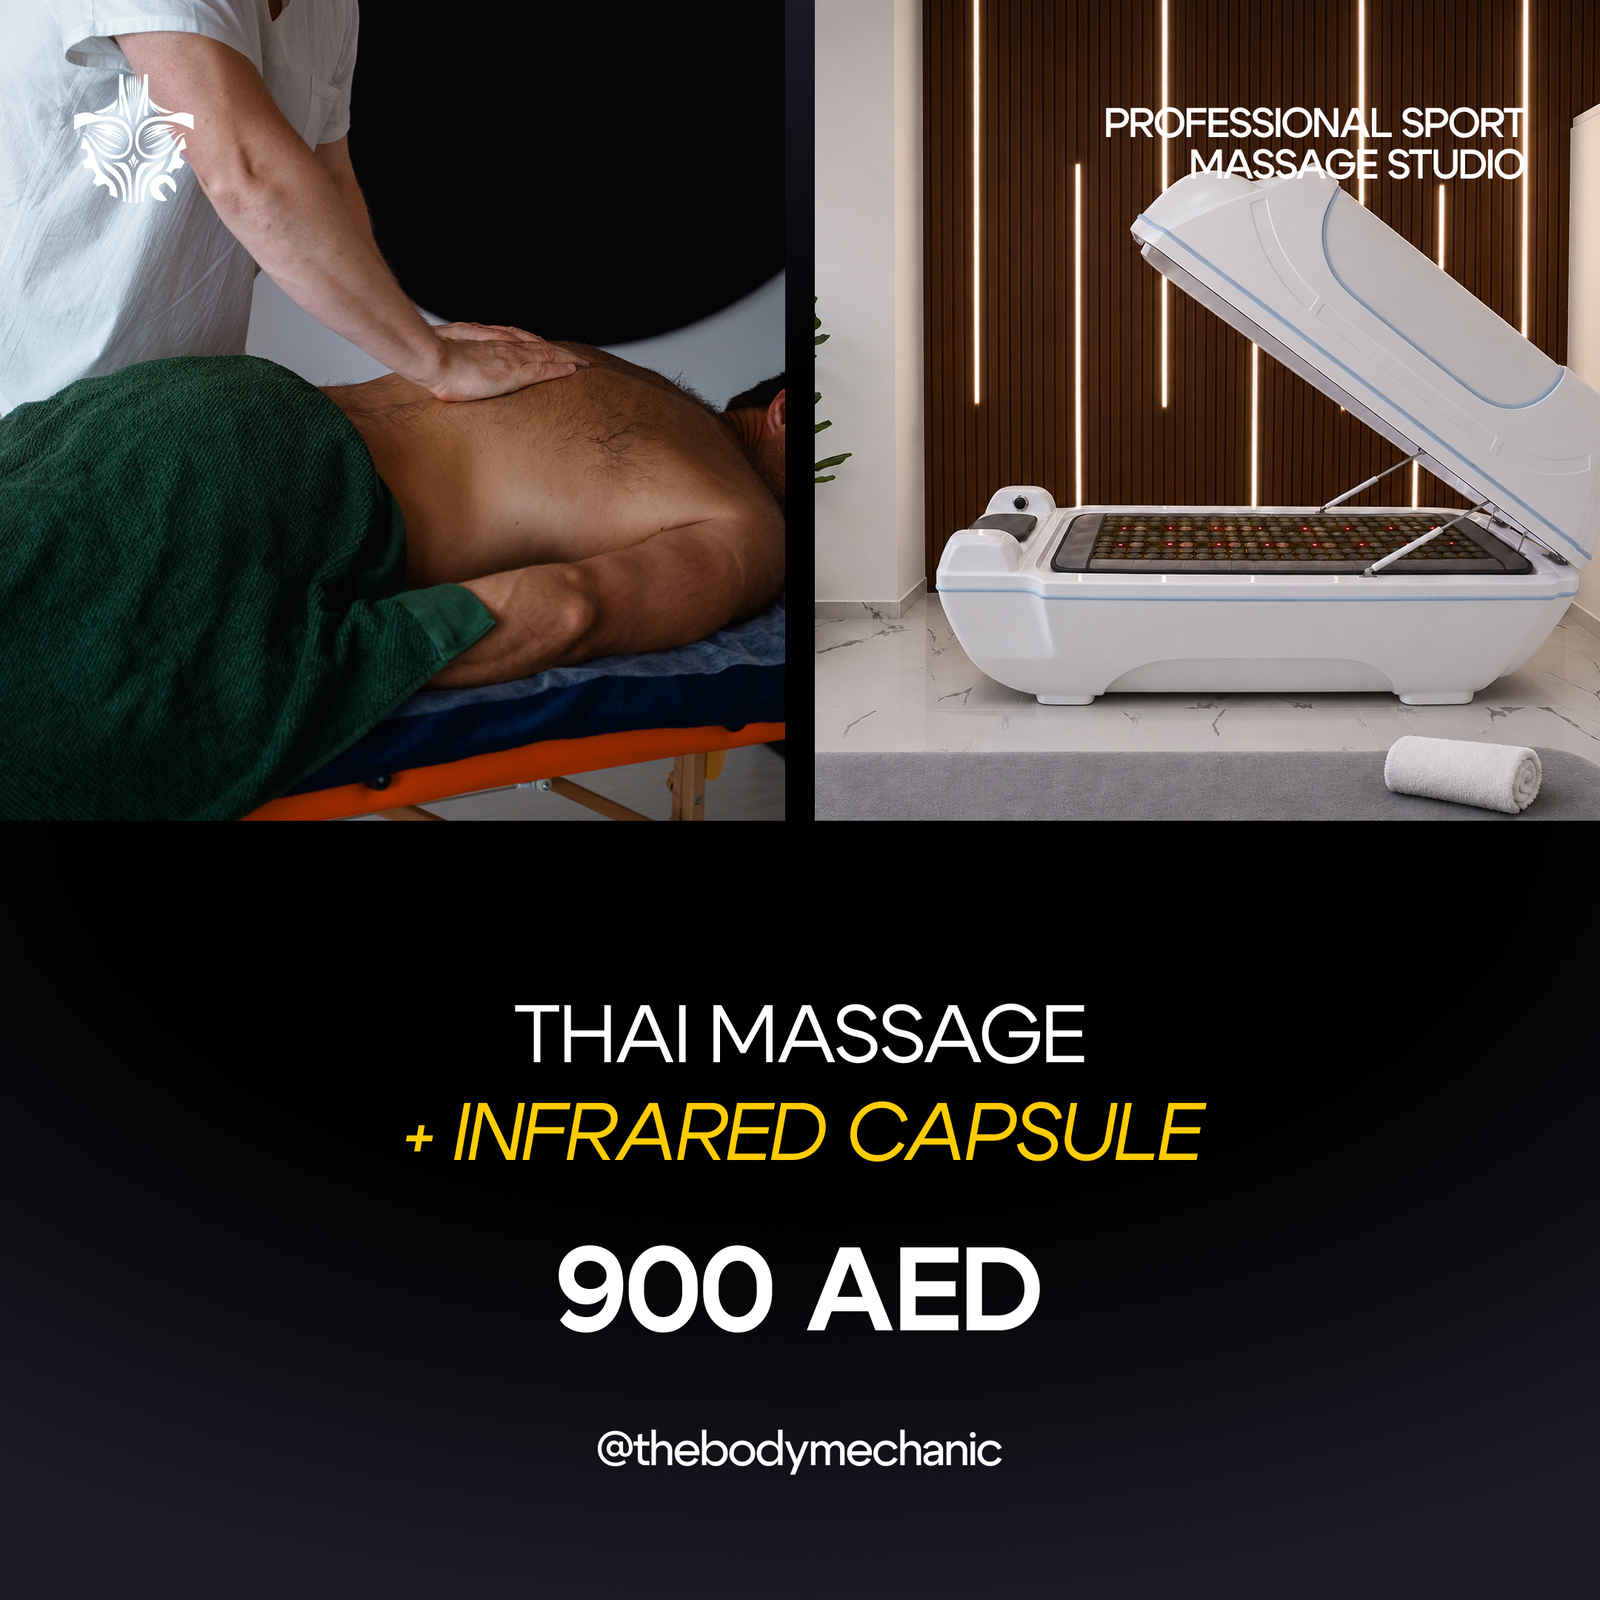 PROFESSIONAL SPORT
MASSAGE STUDIO
THAI MASSAGE
+ INFRARED CAPSULE
900 AED
@thebodymechanic